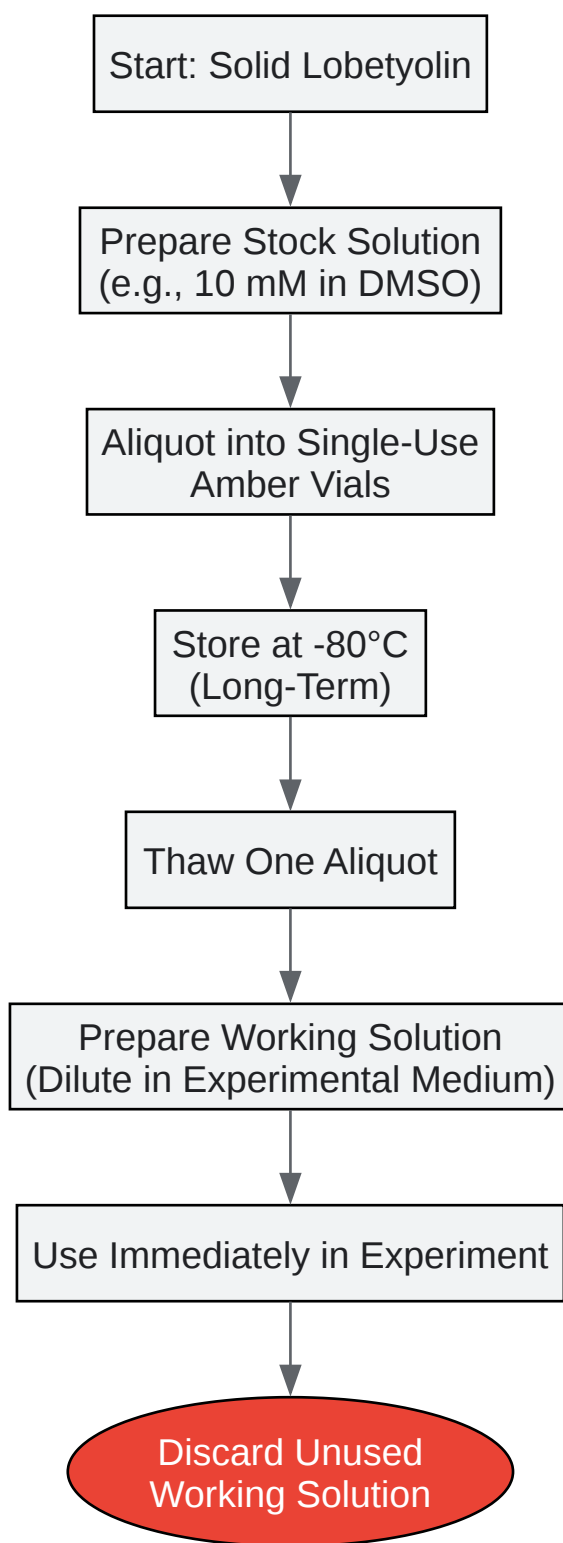 Start: Solid Lobetyolin
Prepare Stock Solution
(e.g., 10 mM in DMSO)
Aliquot into Single-Use
Amber Vials
Store at -80°C
(Long-Term)
Thaw One Aliquot
Prepare Working Solution
(Dilute in Experimental Medium)
Use Immediately in Experiment
Discard Unused
Working Solution